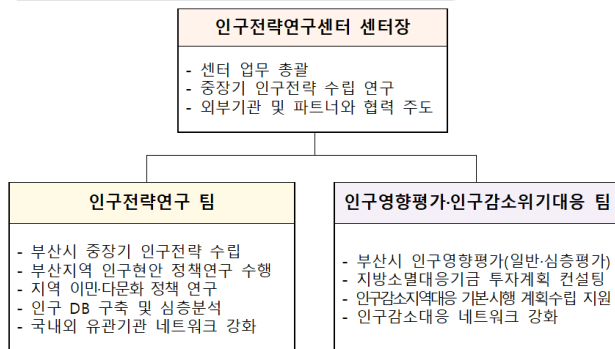 인구전략연구센터 센터장
- 센터 업무 총괄
- 중장기 인구전략 수립 연구
- 외부기관 및 파트너와 협력 주도
인구전략연구 팀
- 부산시 중장기 인구전략 수립
- 부산지역 인구현안 정책연구 수행
- 지역 이민·다문화 정책 연구
- 인구 DB 구축 및 심층분석
- 국내외 유관기관 네트워크 강화
인구영향평가·인구감소위기대응 팀
- 부산시 인구영향평가(일반·심층평가)
- 지방소멸대응기금 투자계획 컨설팅
- 인구감소지역대응 기본·시행 계획수립 지원
- 인구감소대응 네트워크 강화